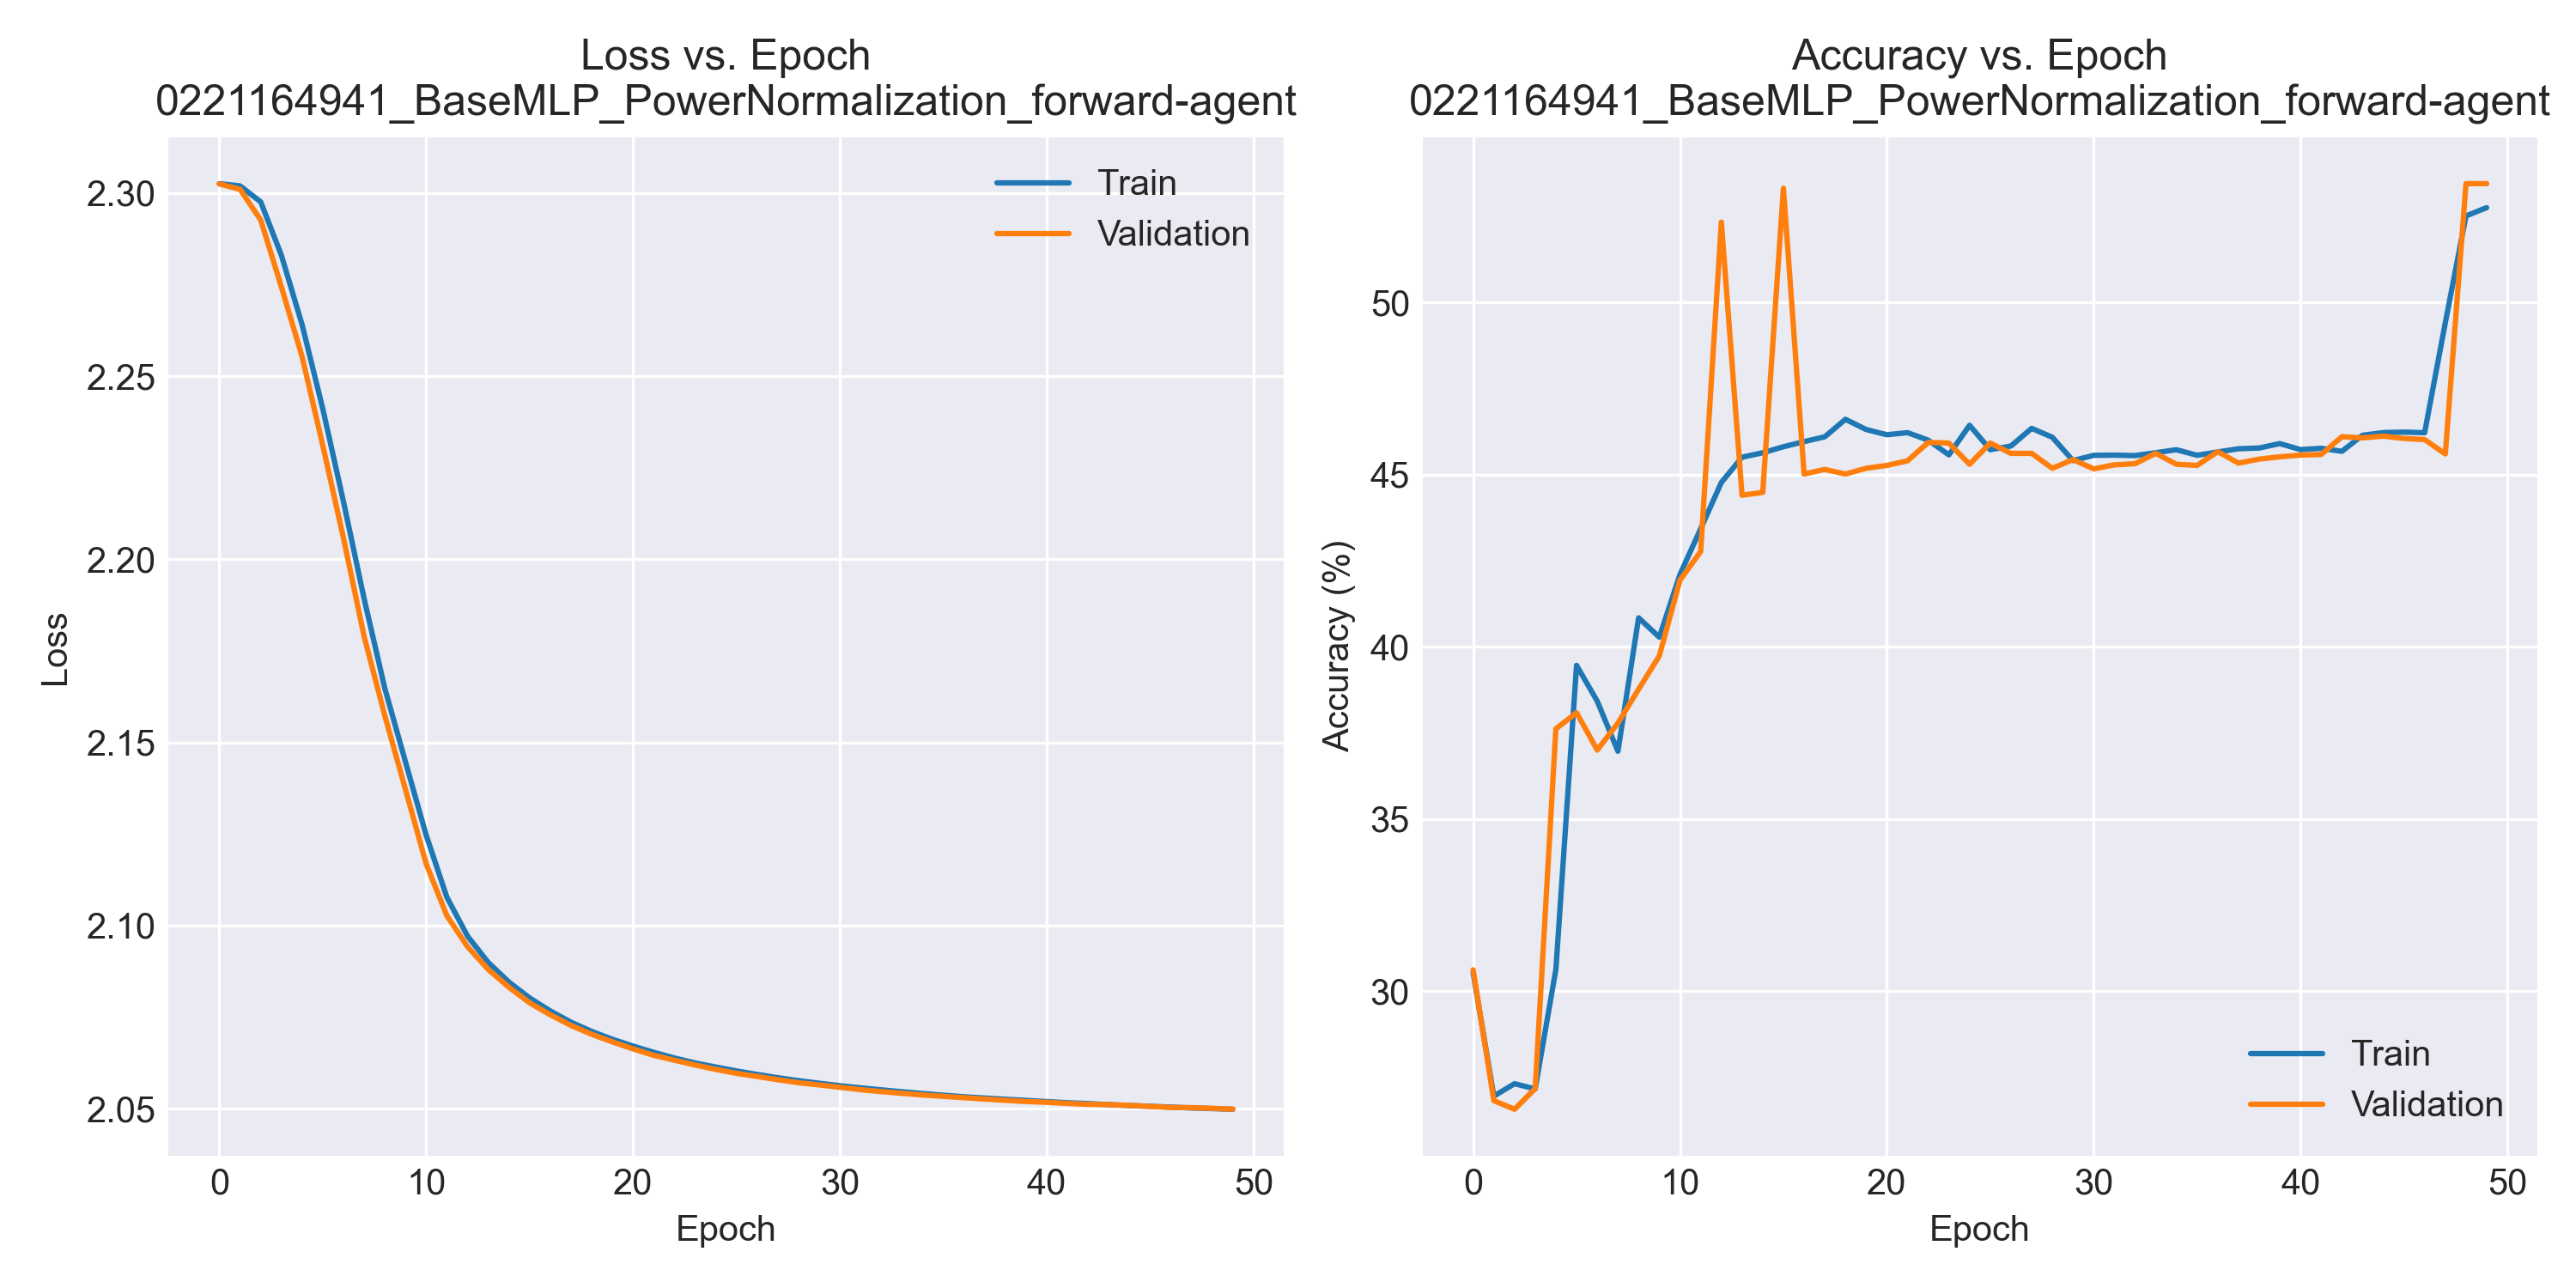 Loss vs. Epoch
0221164941_BaseMLP_PowerNormalization_forward-agent
Train
Validation
2.30
2.25
2.20
2.15
2.10
2.05
Loss
0 10 20 30 40 50
Epoch
Accuracy vs. Epoch
0221164941_BaseMLP_PowerNormalization_forward-agent
50
45
40
35
30
Accuracy (%)
Train
Validation
0 10 20 30 40 50
Epoch